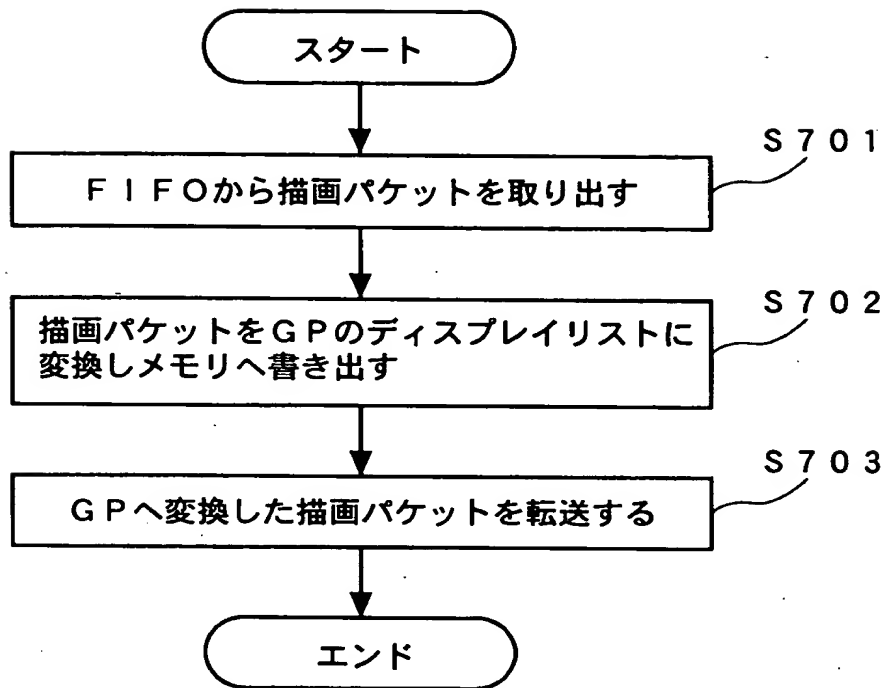 スタート
S701
FIFOから描画パケットを取り出す
S702
描画パケットをGPのディスプレイリストに
変換しメモリへ書き出す
S703
GPへ変換した描画パケットを転送する
エンド